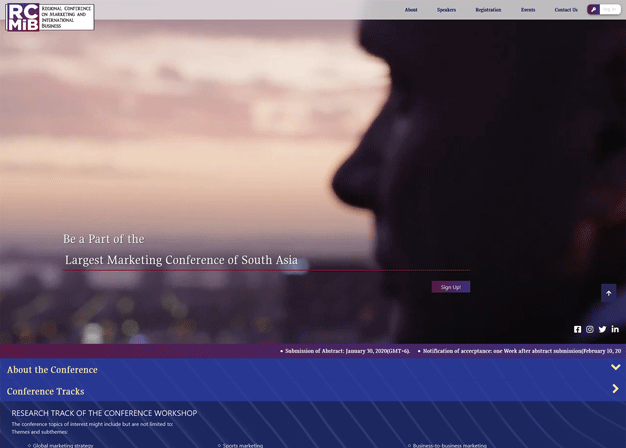 RC
MiB
Regional Conference
on Marketing and
International
Business
About
Speakers
Registration
Events
Contact Us
log in
Be a Part of the
Largest Marketing Conference of South Asia
Sign Up!
Submission of Abstract: January 30, 2020(GMT+6).
Notification of accecptance: one Week after abstract submission(February 10, 20
About the Conference
Conference Tracks
RESEARCH TRACK OF THE CONFERENCE WORKSHOP
The conference topics of interest might include but are not limited to:
Themes and subthemes:
Global marketing strategy
Sports marketing
Business-to-business marketing